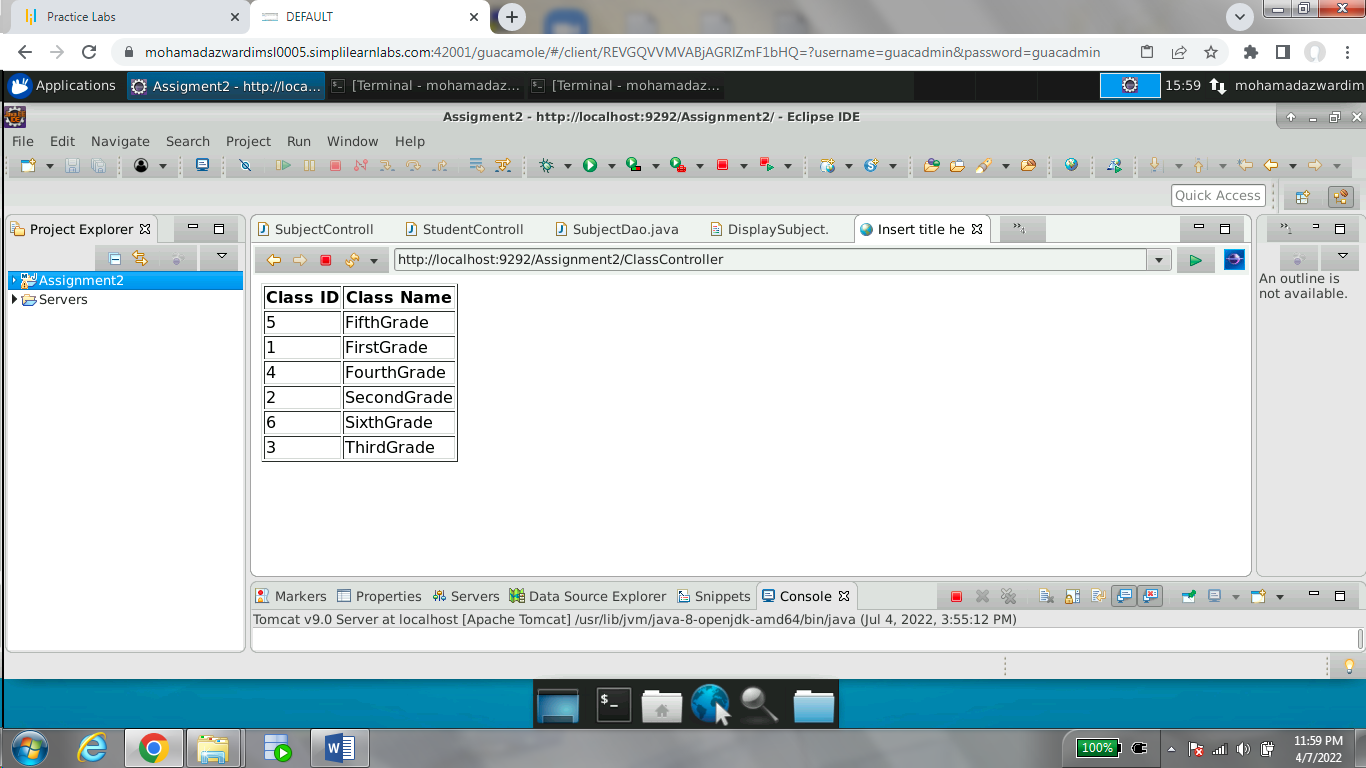 Practice Labs
DEFAULT
mohamadazwardimsl0005.simplilearnlabs.com:42001/guacamole/#/client/REVGQVVMVABjAGRlZmF1bHQ=?username=guacadmin&password=guacadmin
Applications
Assigment2 - http://loca...
[Terminal - mohamadaz...
[Terminal - mohamadaz...
15:59
mohamadazwardim
Assigment2 - http://localhost:9292/Assignment2/ - Eclipse IDE
File Edit Navigate Search Project Run Window Help
Quick Access
Project Explorer
SubjectControll
StudentControll
SubjectDao.java
DisplaySubject.
Insert title he
http://localhost:9292/Assignment2/ClassController
Assignment2
Servers
An outline is
not available.
Class ID Class Name
5 FifthGrade
1 FirstGrade
4 FourthGrade
2 SecondGrade
6 SixthGrade
3 ThirdGrade
Markers Properties Servers Data Source Explorer Snippets Console
Tomcat v9.0 Server at localhost [Apache Tomcat] /usr/lib/jvm/java-8-openjdk-amd64/bin/java (Jul 4, 2022, 3:55:12 PM)
100%
11:59 PM
4/7/2022